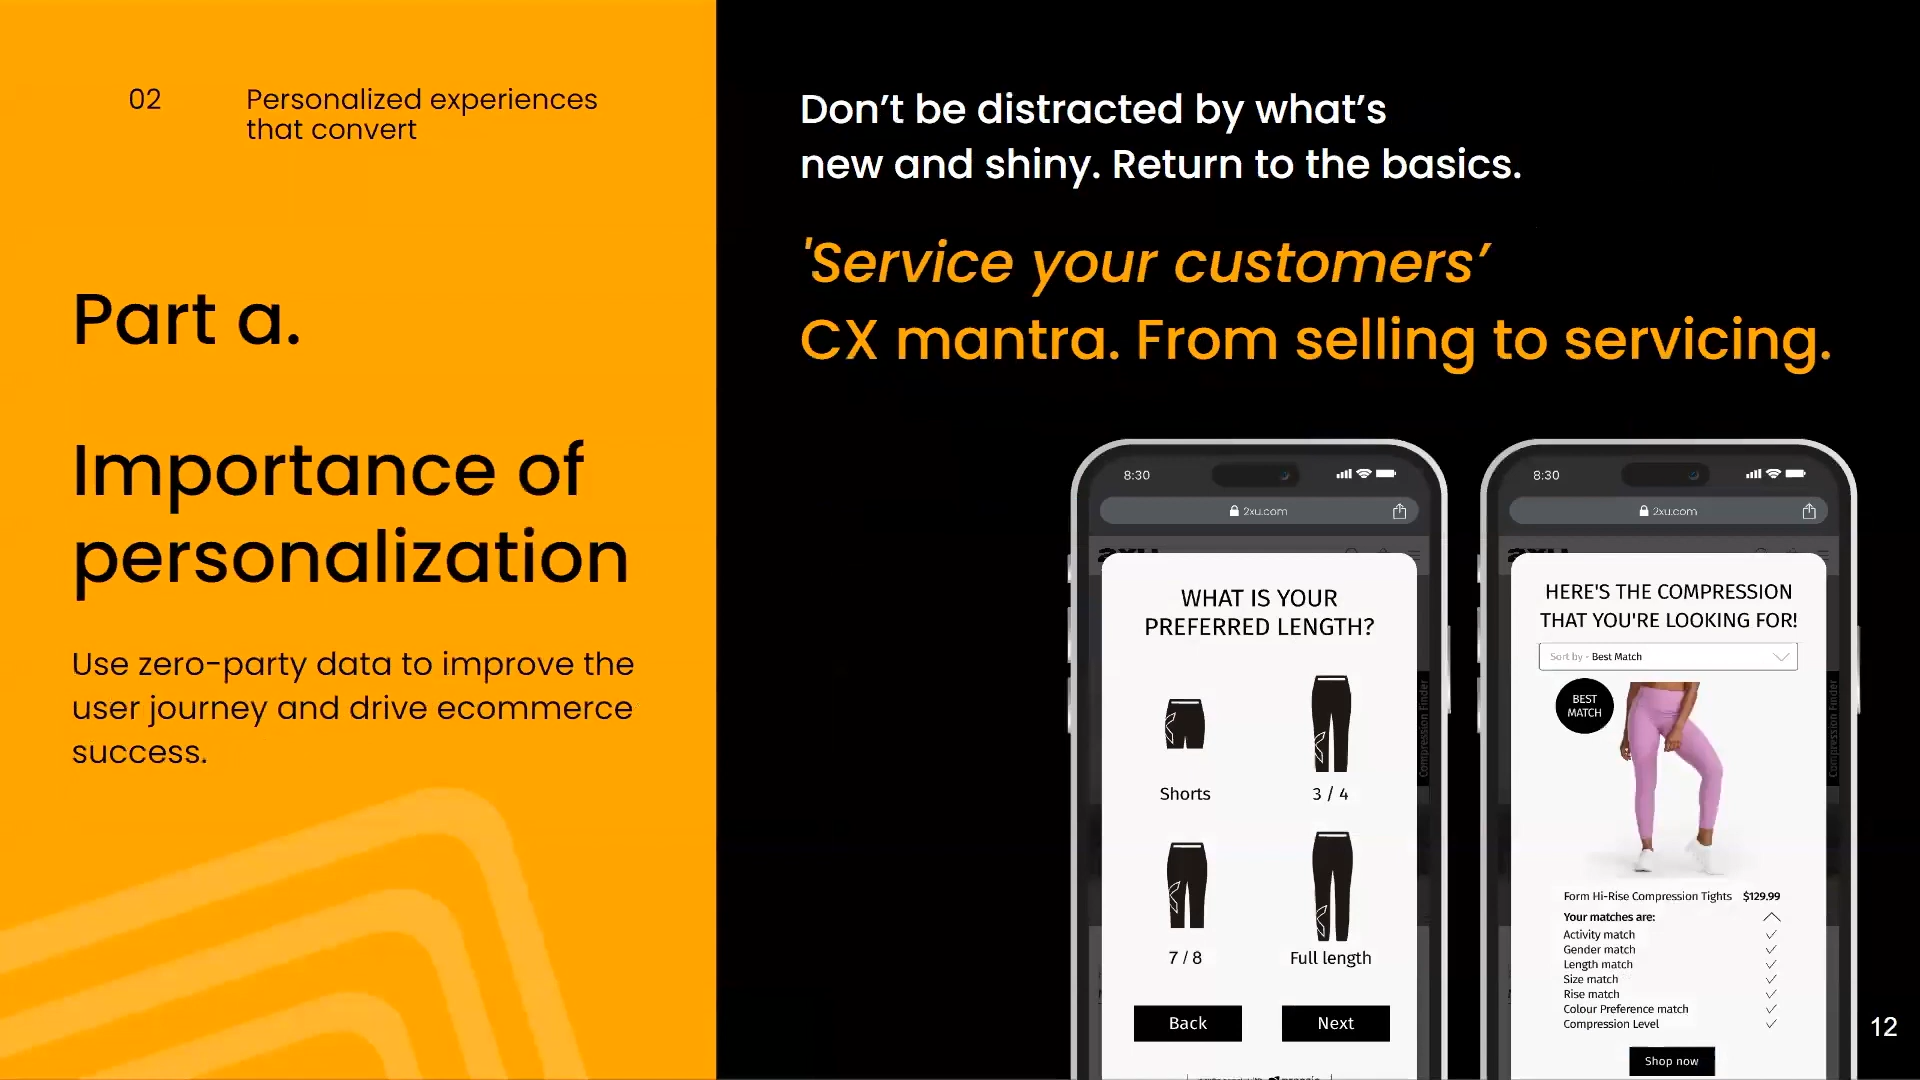 02
Personalized experiences
that convert
Part a.
Importance of
personalization
Use zero-party data to improve the
user journey and drive ecommerce
success.
Don’t be distracted by what’s
new and shiny. Return to the basics.
'Service your customers’
CX mantra. From selling to servicing.
8:30
2xu.com
WHAT IS YOUR
PREFERRED LENGTH?
Shorts
3 / 4
7 / 8
Full length
Back
Next
Compression Finder
8:30
2xu.com
HERE'S THE COMPRESSION
THAT YOU'RE LOOKING FOR!
Sort by - Best Match
BEST
MATCH
Form Hi-Rise Compression Tights $129.99
Your matches are:
Activity match
Gender match
Length match
Size match
Rise match
Colour Preference match
Compression Level
Shop now
Compression Finder
12